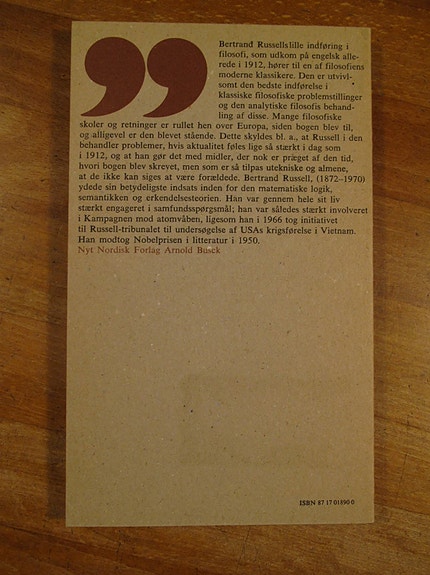 Bertrand Russells lille indføring i
filosofi, som udkom på engelsk alle-
rede i 1912, hører til en af filosofiens
moderne klassikere. Den er utvivl-
somt den bedste indførelse i
klassiske filosofiske problemstillinger
og den analytiske filosofis behand-
ling af disse. Mange filosofiske
skoler og retninger er rullet hen over Europa, siden bogen blev til,
og alligevel er den blevet stående. Dette skyldes bl. a., at Russell i den
behandler problemer, hvis aktualitet føles lige så stærkt i dag som
i 1912, og at han gør det med midler, der nok er præget af den tid,
hvori bogen blev skrevet, men som er så tilpas utekniske og almene,
at de ikke kan siges at være forældede. Bertrand Russell, (1872–1970)
ydede sin betydeligste indsats inden for den matematiske logik,
semantikken og erkendelsesteorien. Han var gennem hele sit liv
stærkt engageret i samfundsspørgsmål; han var således stærkt involveret
i Kampagnen mod atomvåben, ligesom han i 1966 tog initiativet
til Russell-tribunalet til undersøgelse af USAs krigsførelse i Vietnam.
Han modtog Nobelprisen i litteratur i 1950.
Nyt Nordisk Forlag Arnold Busck
ISBN 87 17 01890 0